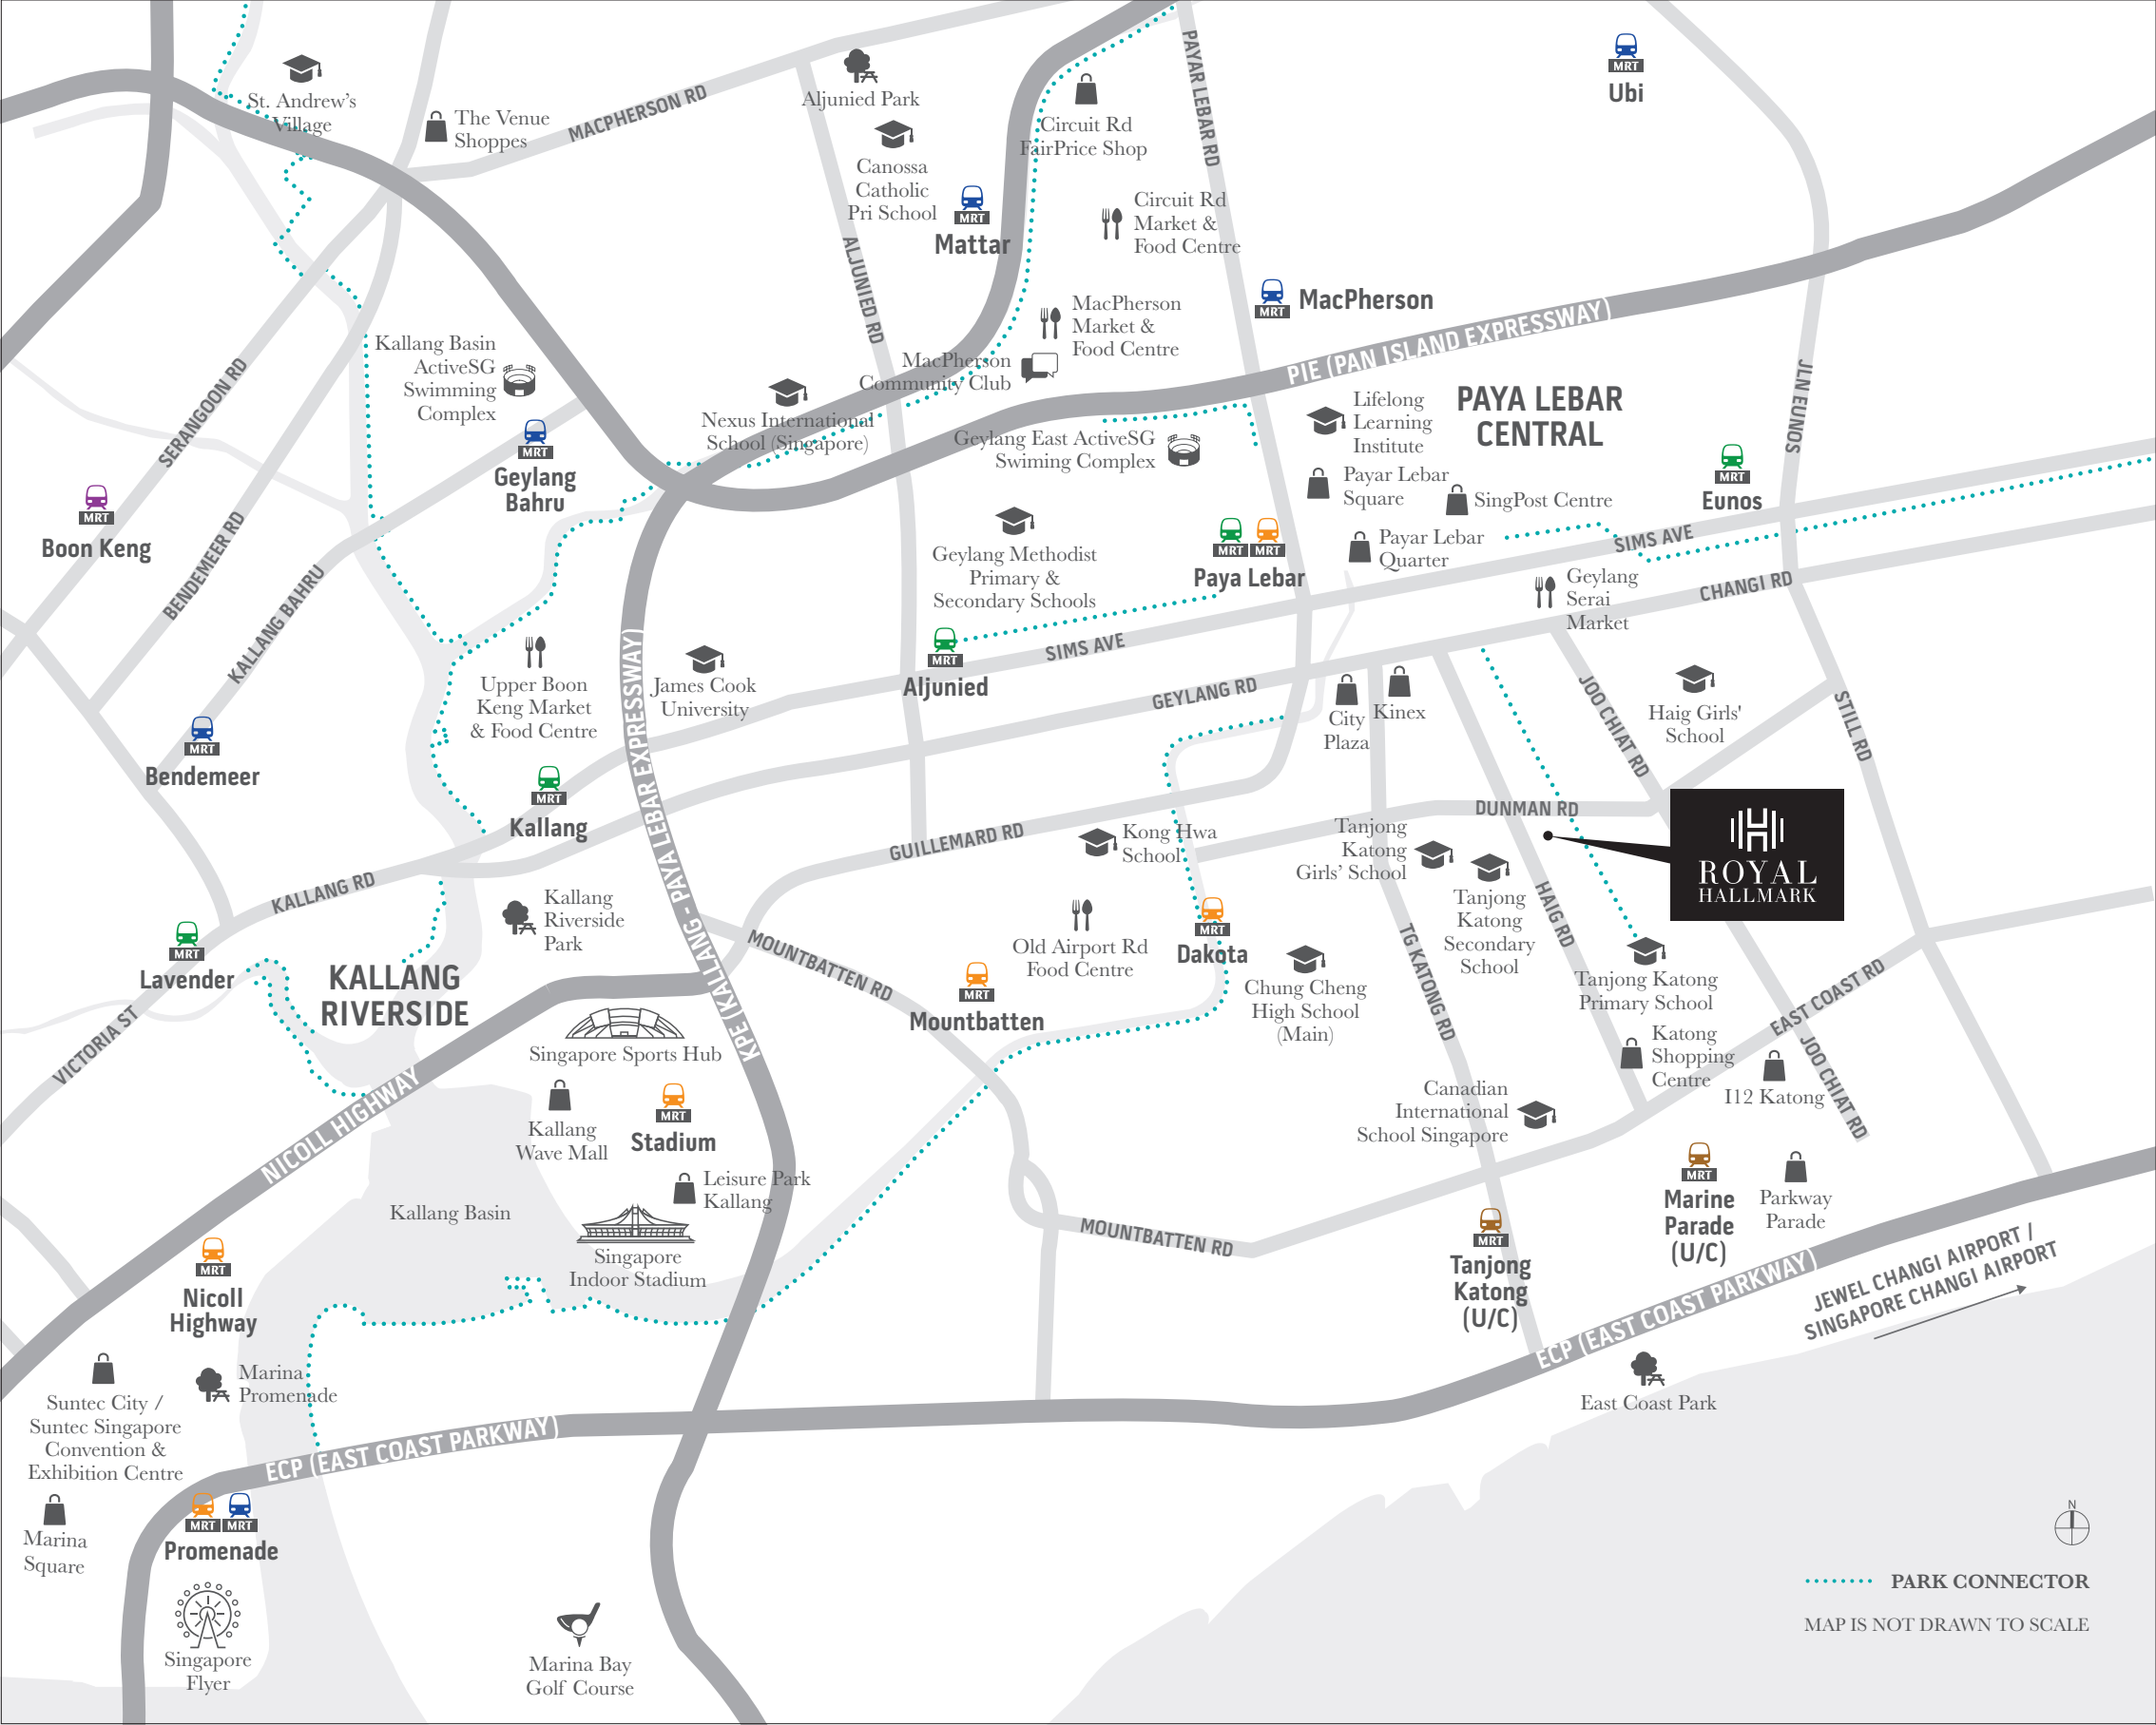 St. Andrew's
Village
The Venue
Shoppes
MACPHERSON RD
Aljunied Park
Canossa
Catholic
Pri School
MRT
Mattar
Circuit Rd
FairPrice Shop
PAYAR LEBAR RD
MRT
Ubi
Circuit Rd
Market &
Food Centre
ALJUNIED RD
MRT
MacPherson
MacPherson
Market &
Food Centre
MacPherson
Community Club
PIE (PAN ISLAND EXPRESSWAY)
Kallang Basin
ActiveSG
Swimming
Complex
MRT
Geylang
Bahru
SERANGOON RD
Nexus International
School (Singapore)
Geylang East ActiveSG
Swiming Complex
Lifelong
Learning
Institute
PAYA LEBAR
CENTRAL
JLN EUNOS
Payar Lebar
Square
SingPost Centre
MRT
Eunos
MRT
Boon Keng
BENDEMEER RD
KALLANG BAHRU
Geylang Methodist
Primary &
Secondary Schools
MRT MRT
Paya Lebar
Payar Lebar
Quarter
SIMS AVE
Geylang
Serai
Market
CHANGI RD
MRT
Aljunied
SIMS AVE
Upper Boon
Keng Market
& Food Centre
James Cook
University
GEYLANG RD
City
Plaza
Kinex
JOO CHIAT RD
Haig Girls'
School
STILL RD
MRT
Bendemeer
MRT
Kallang
KPE (KALLANG - PAYA LEBAR EXPRESSWAY)
GUILLEMARD RD
Kong Hwa
School
Tanjong
Katong
Girls' School
DUNMAN RD
ROYAL
HALLMARK
KALLANG RD
Kallang
Riverside
Park
MRT
Lavender
KALLANG
RIVERSIDE
VICTORIA ST
MOUNTBATTEN RD
Old Airport Rd
Food Centre
MRT
Dakota
MRT
Mountbatten
Chung Cheng
High School
(Main)
TG KATONG RD
Tanjong
Katong
Secondary
School
HAIG RD
Tanjong Katong
Primary School
Katong
Shopping
Centre
EAST COAST RD
I12 Katong
JOO CHIAT RD
Singapore Sports Hub
Kallang
Wave Mall
MRT
Stadium
NICOLL HIGHWAY
Leisure Park
Kallang
Kallang Basin
Singapore
Indoor Stadium
Canadian
International
School Singapore
MOUNTBATTEN RD
MRT
Tanjong
Katong
(U/C)
MRT
Marine
Parade
(U/C)
Parkway
Parade
MRT
Nicoll
Highway
ECP (EAST COAST PARKWAY)
JEWEL CHANGI AIRPORT /
SINGAPORE CHANGI AIRPORT
East Coast Park
Suntec City /
Suntec Singapore
Convention &
Exhibition Centre
Marina
Promenade
ECP (EAST COAST PARKWAY)
Marina
Square
MRT MRT
Promenade
Singapore
Flyer
Marina Bay
Golf Course
N
PARK CONNECTOR
MAP IS NOT DRAWN TO SCALE